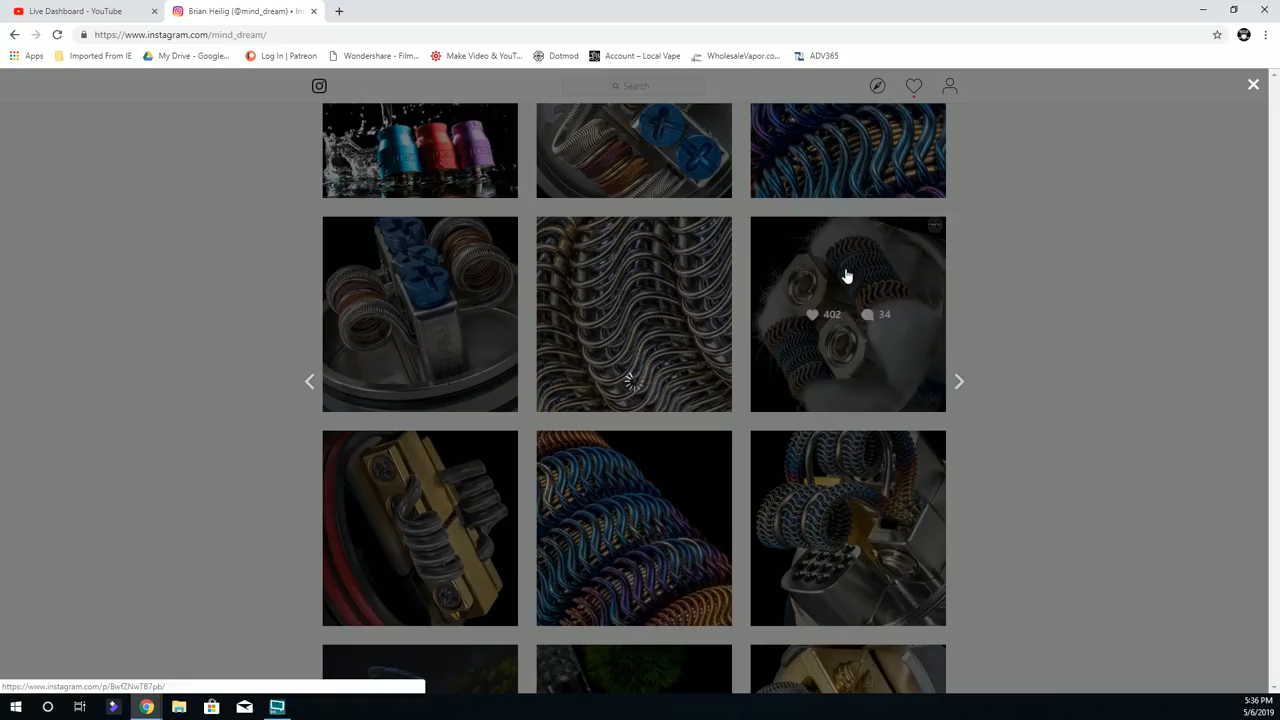 Live Dashboard - YouTube
Brian Heilig (@mind_dream) • In
https://www.instagram.com/mind_dream/
Apps
Imported From IE
My Drive - Google...
Log In | Patreon
Wondershare - Film...
Make Video & YouT...
Dotmod
Account – Local Vape
WholesaleVapor.co...
ADV365
Search
402
34
https://www.instagram.com/p/BwfZNwTB7pb/
5:36 PM
5/6/2019